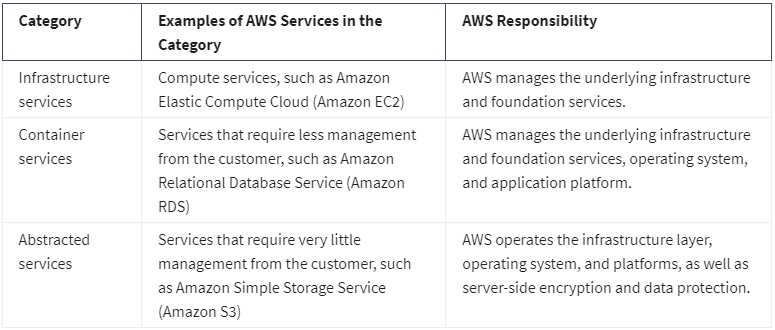 Category
Examples of AWS Services in the
Category
AWS Responsibility
Infrastructure
services
Compute services, such as Amazon
Elastic Compute Cloud (Amazon EC2)
AWS manages the underlying infrastructure
and foundation services.
Container
services
Services that require less management
from the customer, such as Amazon
Relational Database Service (Amazon
RDS)
AWS manages the underlying infrastructure
and foundation services, operating system,
and application platform.
Abstracted
services
Services that require very little
management from the customer, such
as Amazon Simple Storage Service
(Amazon S3)
AWS operates the infrastructure layer,
operating system, and platforms, as well as
server-side encryption and data protection.